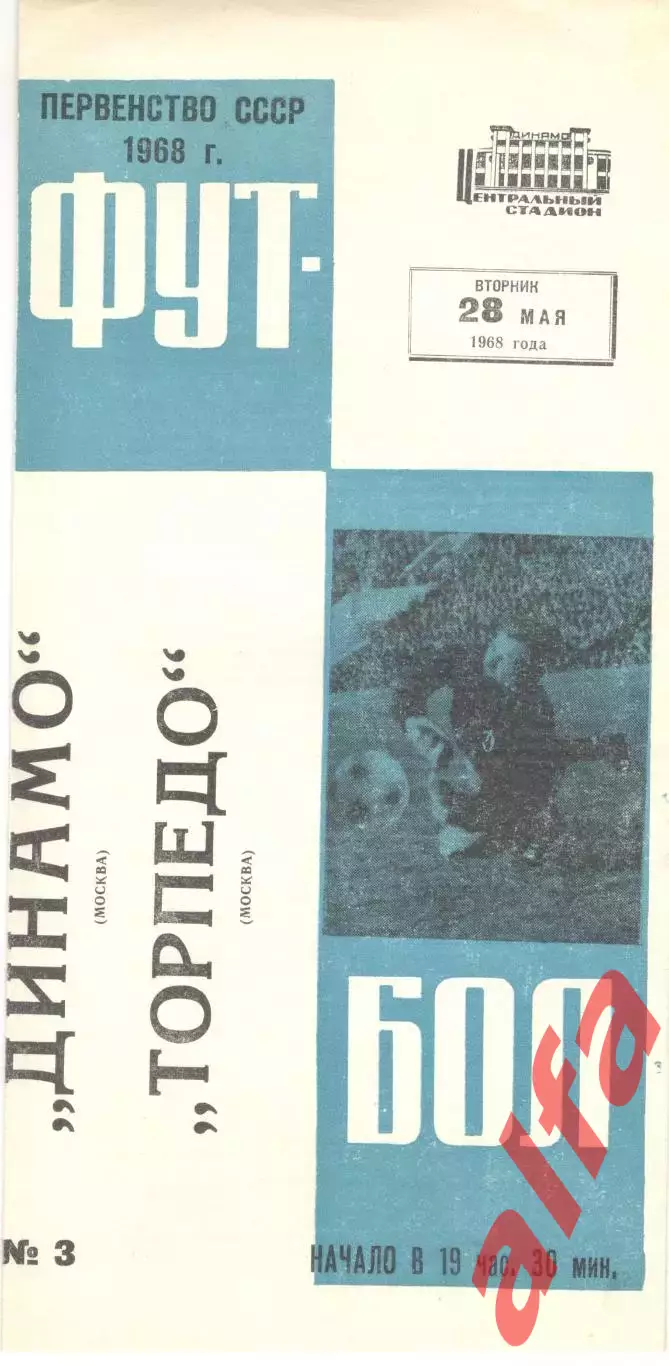 ПЕРВЕНСТВО СССР
1968 г.
ФУТ-
ДИНАМО
ЦЕНТРАЛЬНЫЙ
СТАДИОН
ВТОРНИК
28 МАЯ
1968 года
„ДИНАМО“
(МОСКВА)
„ТОРПЕДО“
(МОСКВА)
БОЛ
№ 3
НАЧАЛО В 19 час. 30 мин.
alfa